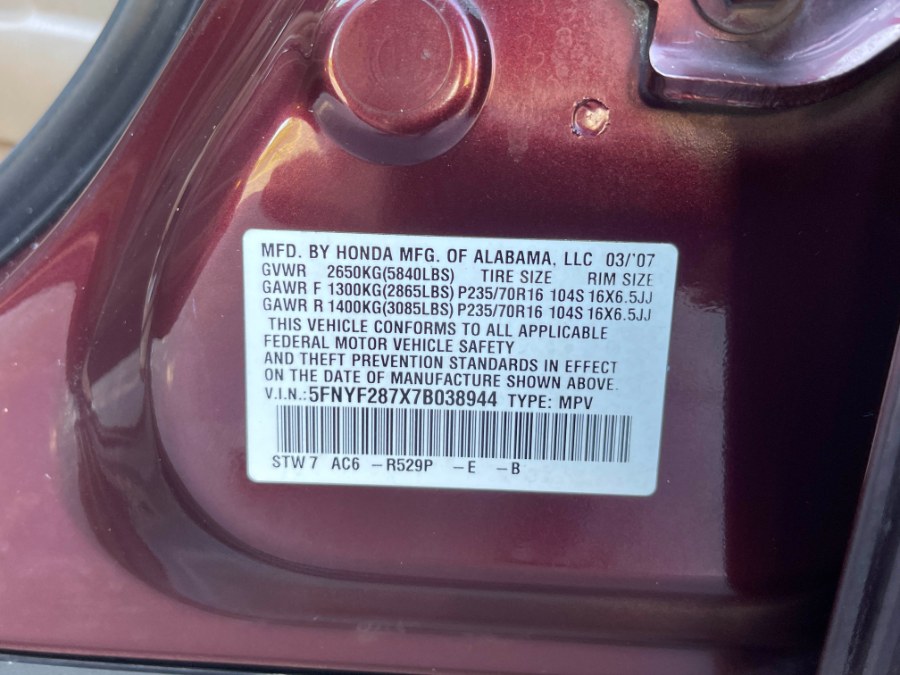 MFD. BY HONDA MFG. OF ALABAMA, LLC 03/'07
GVWR 2650KG(5840LBS) TIRE SIZE RIM SIZE
GAWR F 1300KG(2865LBS) P235/70R16 104S 16X6.5JJ
GAWR R 1400KG(3085LBS) P235/70R16 104S 16X6.5JJ
THIS VEHICLE CONFORMS TO ALL APPLICABLE
FEDERAL MOTOR VEHICLE SAFETY
AND THEFT PREVENTION STANDARDS IN EFFECT
ON THE DATE OF MANUFACTURE SHOWN ABOVE.
V.I.N.:5FNYF287X7B038944 TYPE: MPV
STW7 AC6 -R529P -E -B